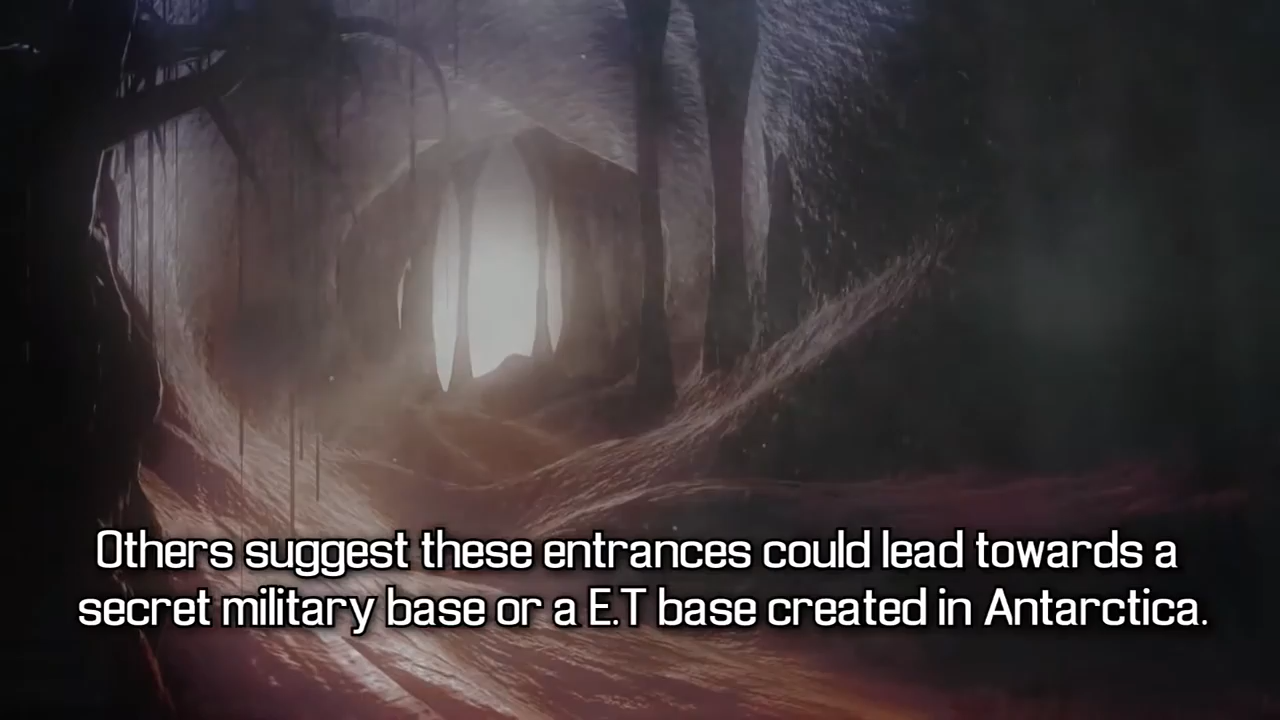 Others suggest these entrances could lead towards a
secret military base or a E.T base created in Antarctica.